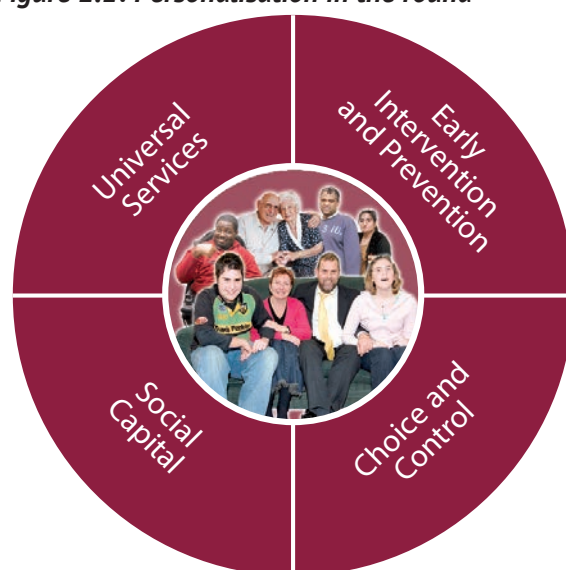 Universal
Services
Early
Intervention
and Prevention
Social
Capital
Choice and
Control